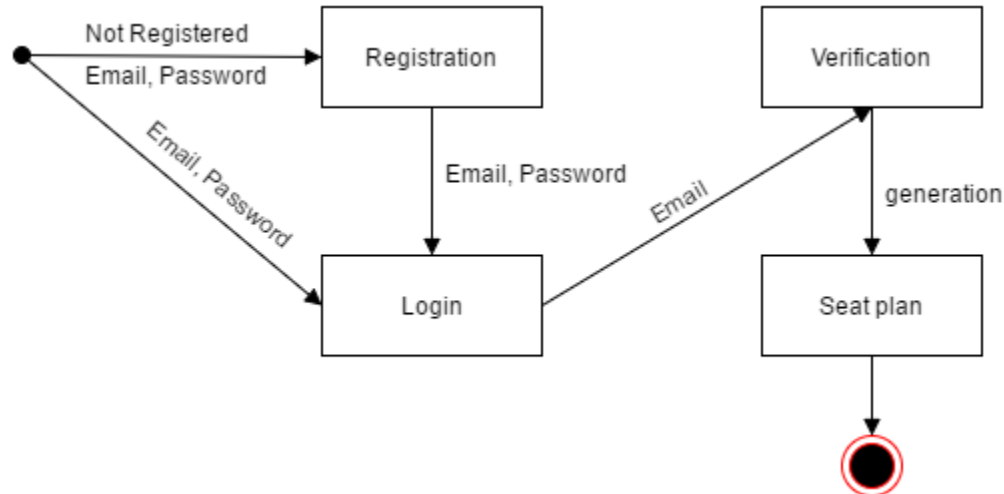 Not Registered
Email, Password
Registration
Verification
Email, Password
Email, Password
Email
generation
Login
Seat plan